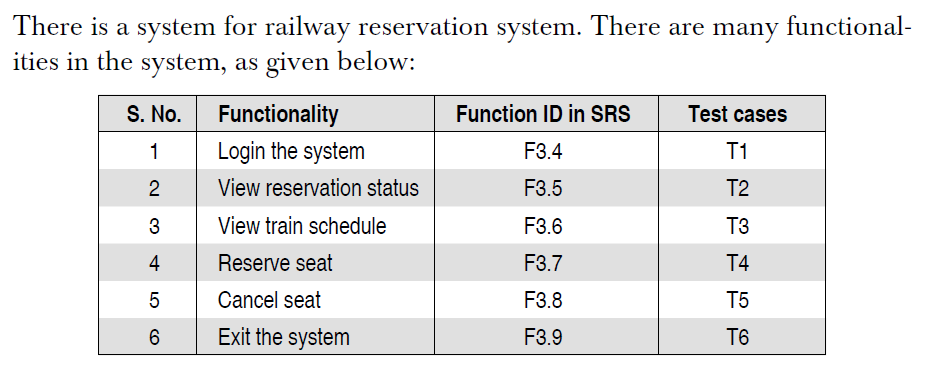 There is a system for railway reservation system. There are many functional-
ities in the system, as given below:
S. No. Functionality Function ID in SRS Test cases
1 Login the system F3.4 T1
2 View reservation status F3.5 T2
3 View train schedule F3.6 T3
4 Reserve seat F3.7 T4
5 Cancel seat F3.8 T5
6 Exit the system F3.9 T6